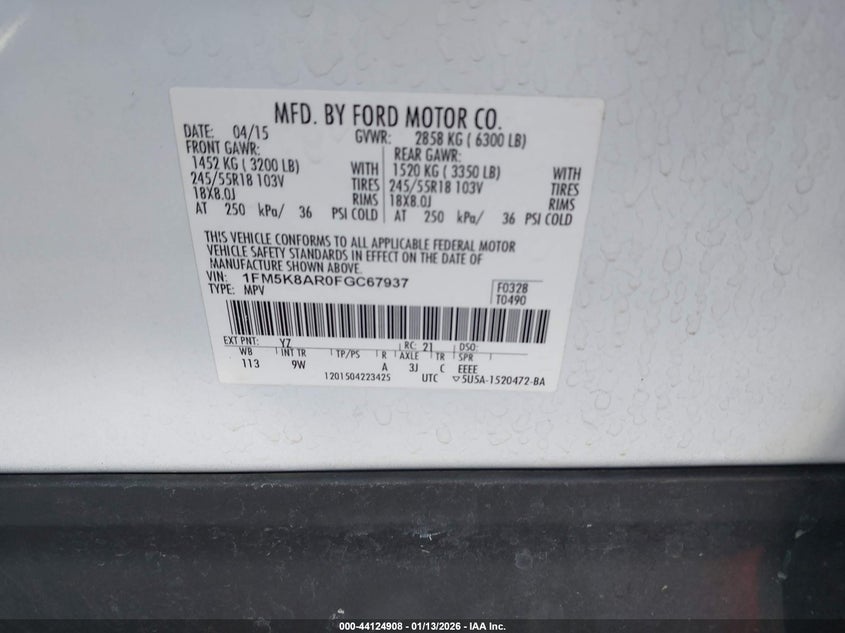 MFD. BY FORD MOTOR CO.
DATE: 04/15 GVWR: 2858 KG ( 6300 LB)
FRONT GAWR: REAR GAWR:
1452 KG ( 3200 LB) WITH 1520 KG ( 3350 LB) WITH
245/55R18 103V TIRES 245/55R18 103V TIRES
18X8.0J RIMS 18X8.0J RIMS
AT 250 kPa/ 36 PSI COLD AT 250 kPa/ 36 PSI COLD
THIS VEHICLE CONFORMS TO ALL APPLICABLE FEDERAL MOTOR
VEHICLE SAFETY STANDARDS IN EFFECT ON THE DATE OF
MANUFACTURE SHOWN ABOVE.
VIN: 1FM5K8AR0FGC67937 F0328
TYPE: MPV T0490
EXT PNT: YZ RC: 21 DSO:
WB INT TR TP/PS R AXLE TR SPR
113 9W A 3J C EEEE
1201504223425 UTC ▽5U5A-1520472-BA
000-44124908 - 01/13/2026 - IAA Inc.